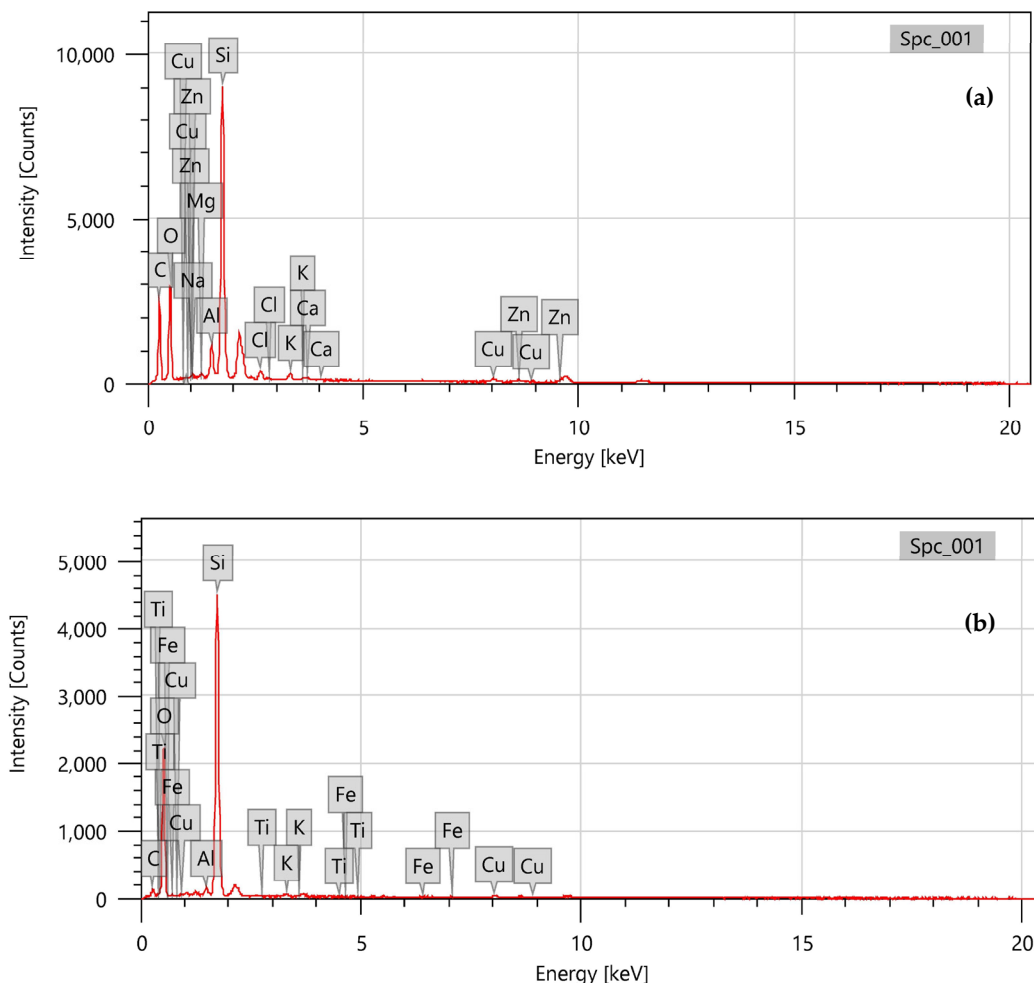 Spc_001
(a)
10,000
5,000
0
Intensity [Counts]
Cu
Zn
Cu
Zn
Mg
O
C
Na
Al
Si
Cl
Cl
K
K
Ca
Ca
Cu
Zn
Cu
Zn
0 5 10 15 20
Energy [keV]
Spc_001
(b)
5,000
4,000
3,000
2,000
1,000
0
Intensity [Counts]
Ti
Fe
Cu
O
Ti
Fe
Cu
C
Al
Si
Ti
K
K
Fe
Ti
Ti
Fe
Fe
Cu
Cu
0 5 10 15 20
Energy [keV]